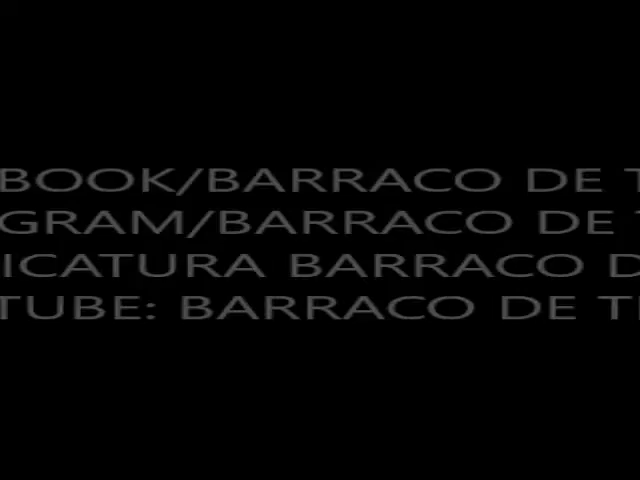 BOOK/BARRACO DE T
GRAM/BARRACO DE
ICATURA BARRACO D
TUBE: BARRACO DE T